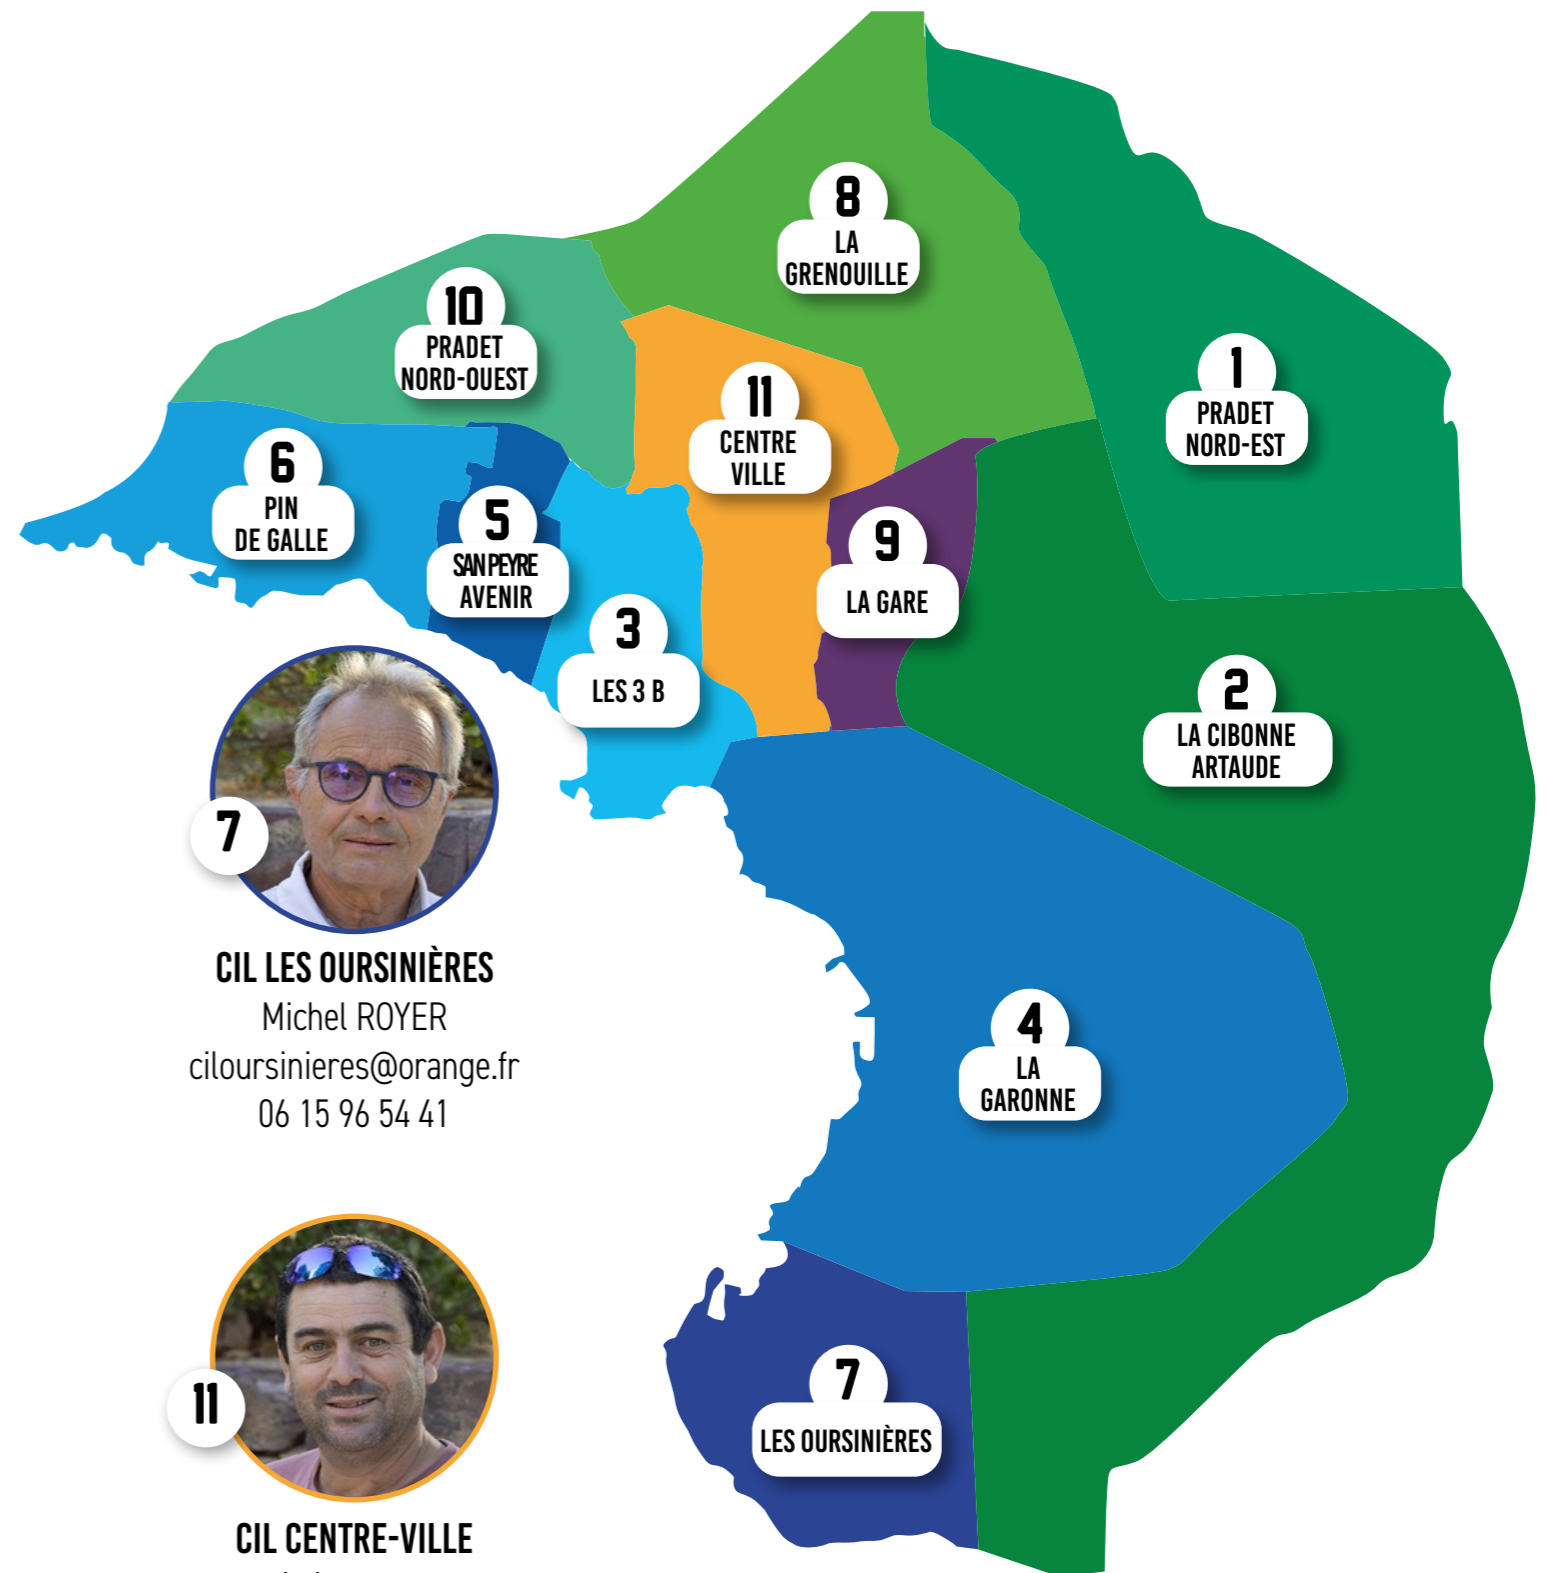 8
LA
GRENOUILLE
10
PRADET
NORD-OUEST
1
PRADET
NORD-EST
11
CENTRE
VILLE
6
PIN
DE GALLE
5
SAN PEYRE
AVENIR
9
LA GARE
3
LES 3 B
2
LA CIBONNE
ARTAUDE
7
CIL LES OURSINIÈRES
Michel ROYER
ciloursinieres@orange.fr
06 15 96 54 41
4
LA
GARONNE
7
LES OURSINIÈRES
11
CIL CENTRE-VILLE